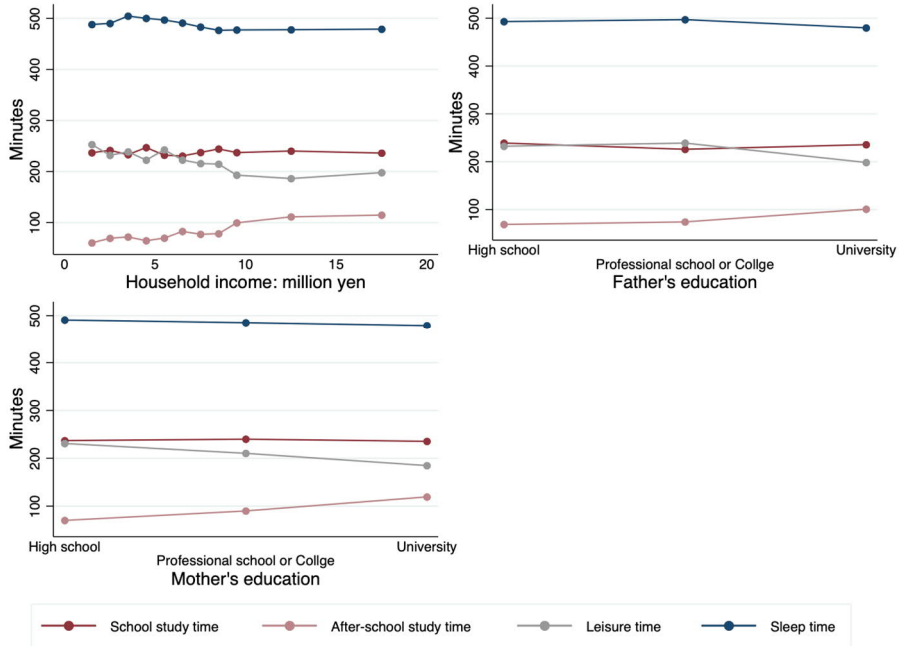 500
400
300
200
100
Minutes
0 5 10 15 20
Household income: million yen
500
400
300
200
100
Minutes
High school
Professional school or Collge
University
Father's education
500
400
300
200
100
Minutes
High school
Professional school or Collge
University
Mother's education
School study time After-school study time Leisure time Sleep time